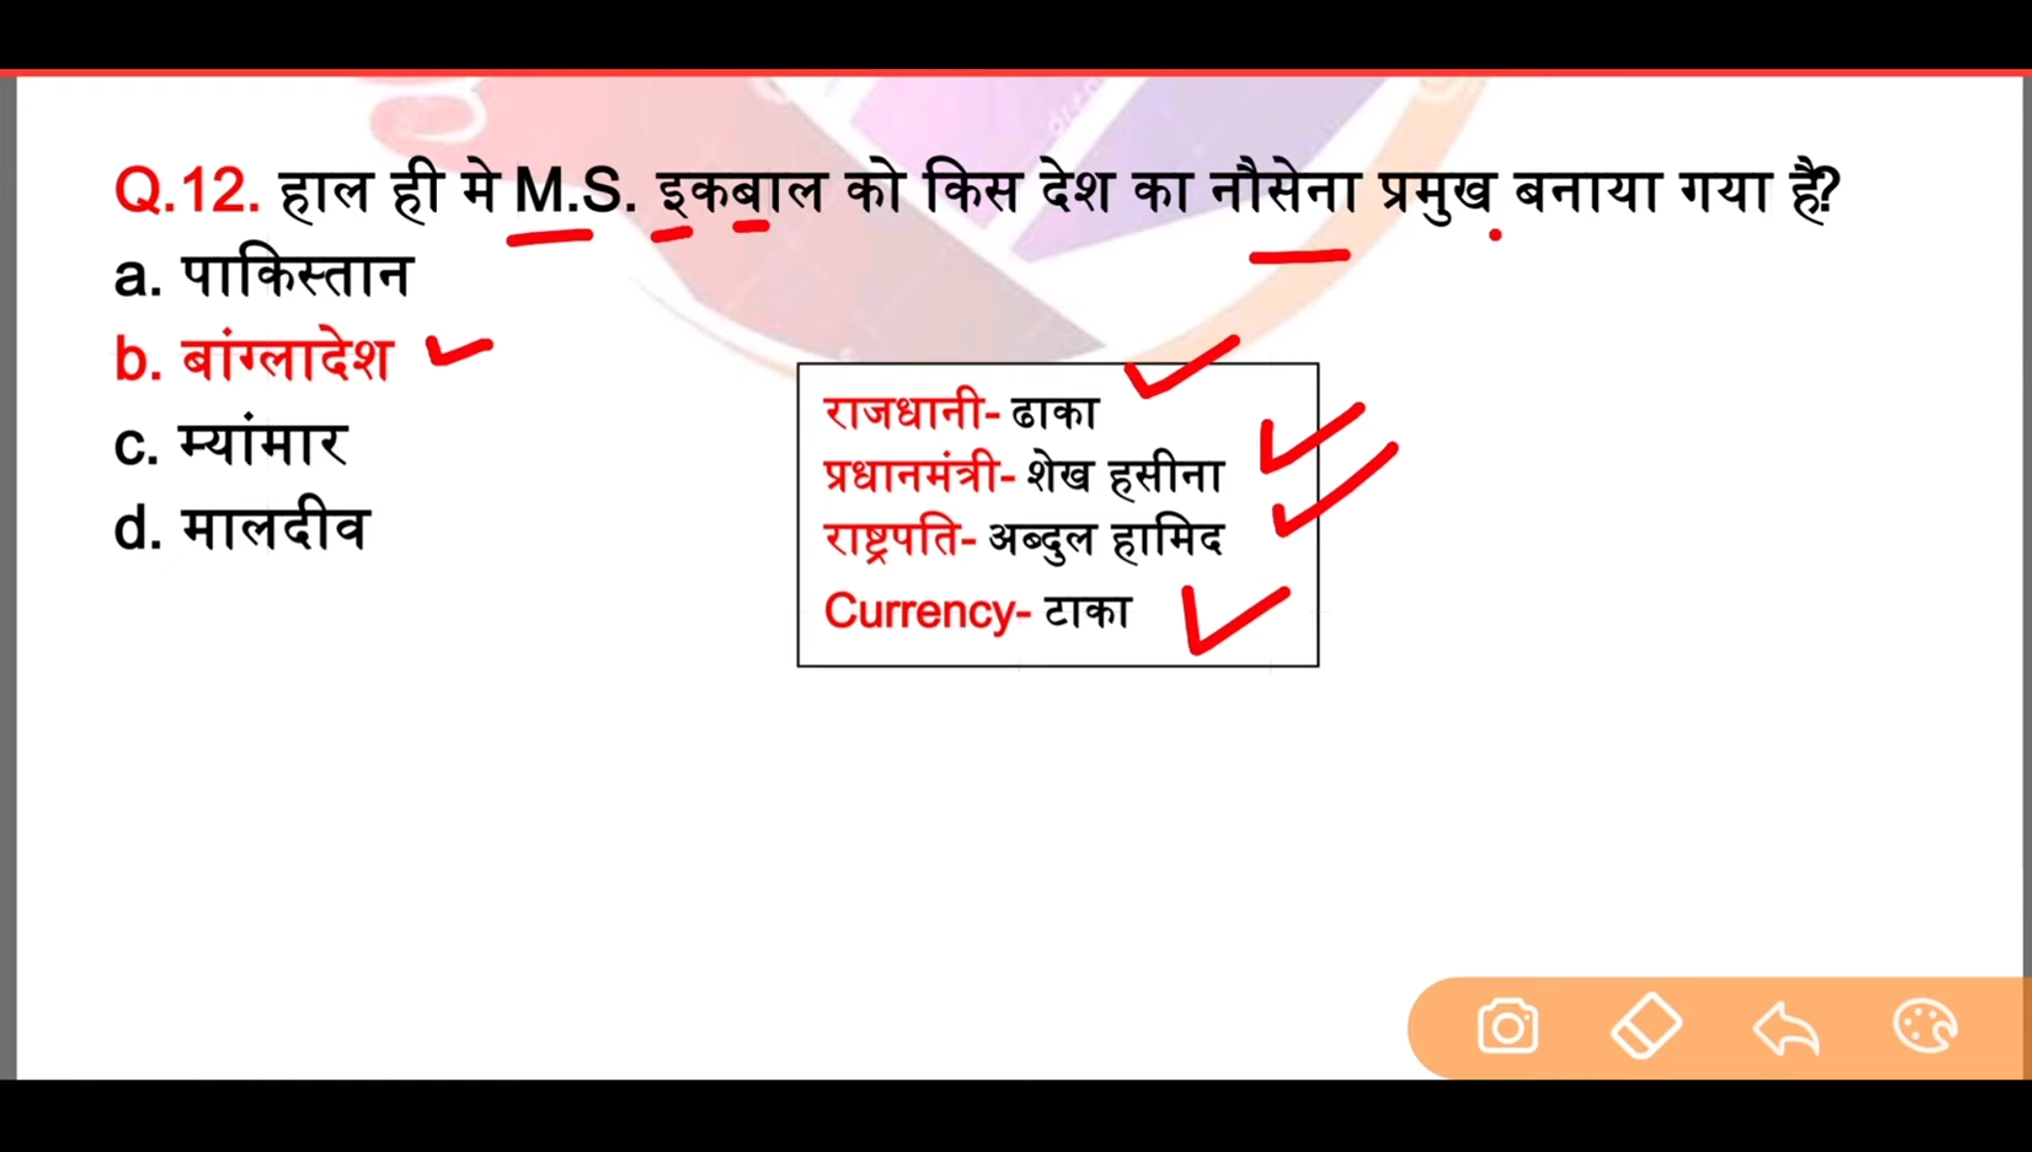 Q.12. हाल ही मे M.S. इकबाल को किस देश का नौसेना प्रमुख बनाया गया है?
a. पाकिस्तान
b. बांग्लादेश
c. म्यांमार
d. मालदीव
राजधानी- ढाका
प्रधानमंत्री- शेख हसीना
राष्ट्रपति- अब्दुल हामिद
Currency- टाका